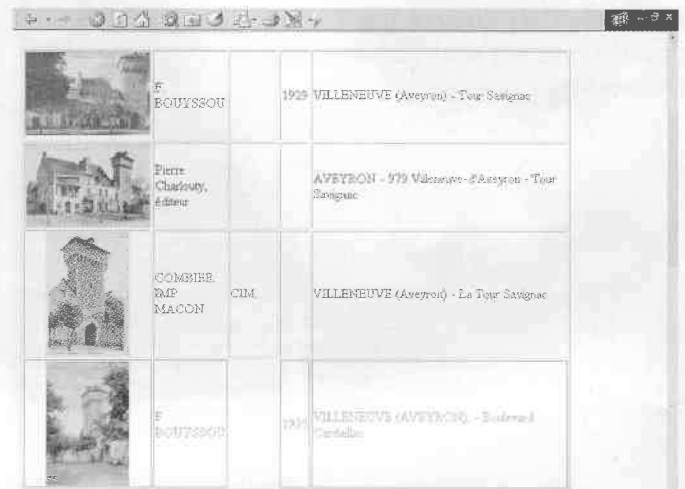 F.
BOUYSSOU
1929
VILLENEUVE (Aveyron) - Tour Savignac
Pierre
Charlouty,
éditeur
AVEYRON - 979 Villeneuve-d'Aveyron - Tour
Savignac
COMBIER
IMP
MACON
CIM
VILLENEUVE (Aveyron) - La Tour Savignac
F.
BOUYSSOU
VILLENEUVE (AVEYRON). - Boulevard